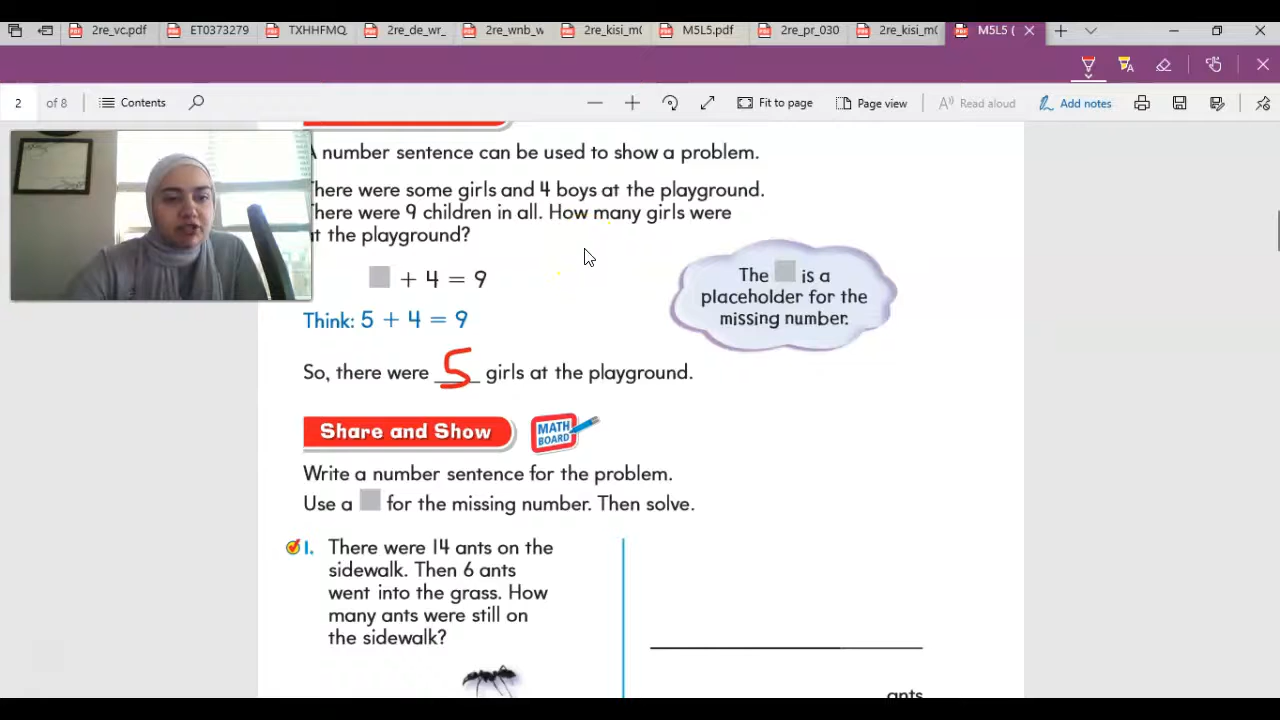 2re_vc.pdf
ET0373279
TXHHFMQ
2re_de_wr_
2re_wnb_w
2re_kisi_m0
M5L5.pdf
2re_pr_030
2re_kisi_m0
M5L5 (
2 of 8
Contents
Fit to page
Page view
Read aloud
Add notes
number sentence can be used to show a problem.
here were some girls and 4 boys at the playground.
here were 9 children in all. How many girls were
t the playground?
+ 4 = 9
Think: 5 + 4 = 9
The is a
placeholder for the
missing number.
So, there were 5 girls at the playground.
Share and Show
MATH
BOARD
Write a number sentence for the problem.
Use a for the missing number. Then solve.
1. There were 14 ants on the
sidewalk. Then 6 ants
went into the grass. How
many ants were still on
the sidewalk?
ants